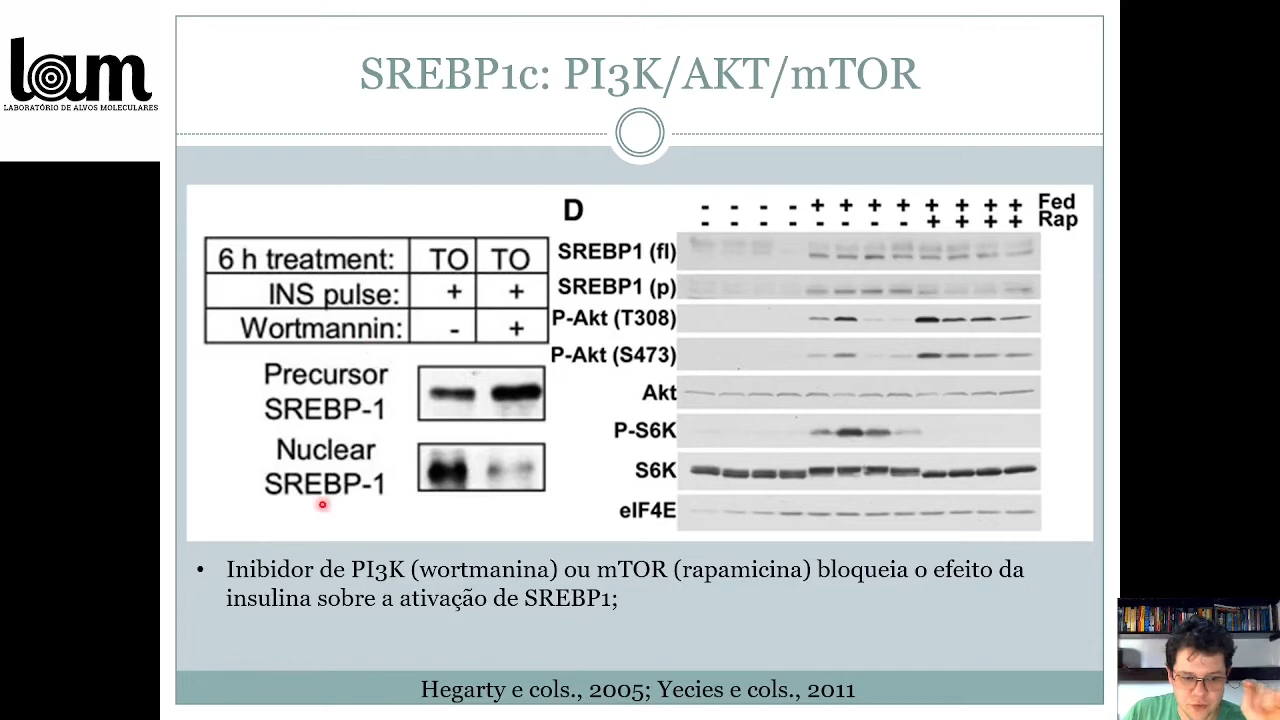 lam
LABORATÓRIO DE ALVOS MOLECULARES
SREBP1c: PI3K/AKT/mTOR
6 h treatment: TO TO
INS pulse: + +
Wortmannin: - +
Precursor
SREBP-1
Nuclear
SREBP-1
D
- - - - + + + + + + + + Fed
- - - - - - - - + + + + Rap
SREBP1 (fl)
SREBP1 (p)
P-Akt (T308)
P-Akt (S473)
Akt
P-S6K
S6K
eIF4E
• Inibidor de PI3K (wortmanina) ou mTOR (rapamicina) bloqueia o efeito da
insulina sobre a ativação de SREBP1;
Hegarty e cols., 2005; Yecies e cols., 2011